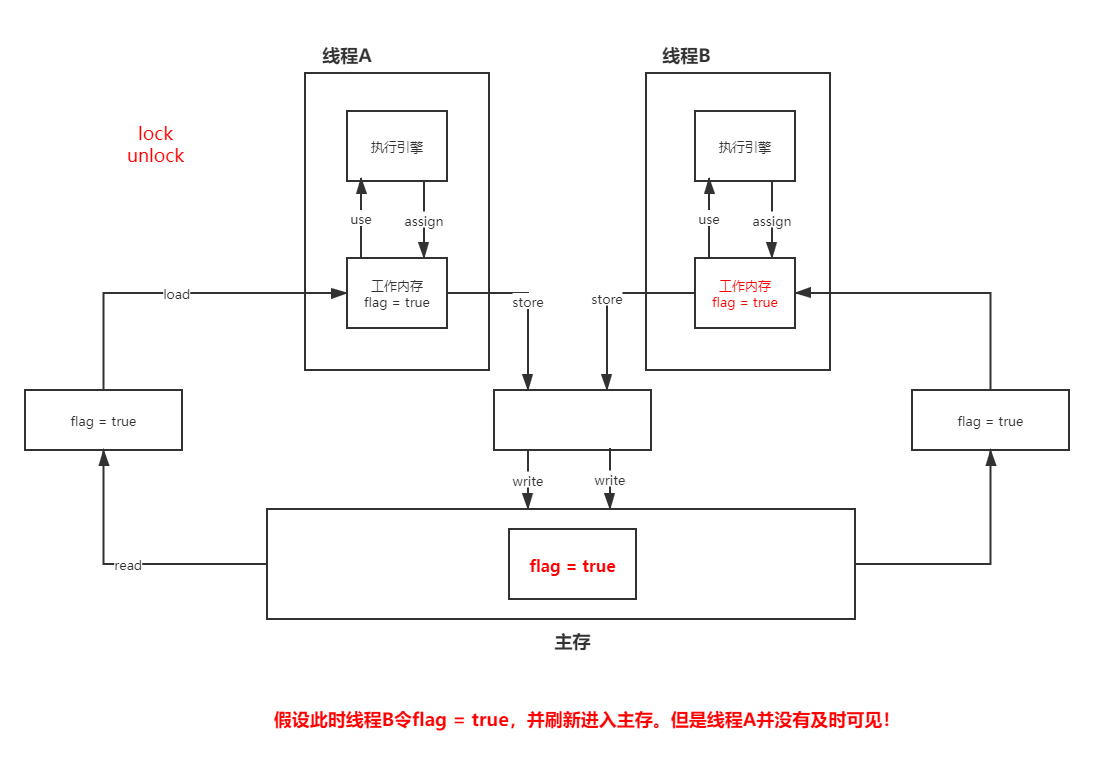 线程A
线程B
lock
unlock
执行引擎
执行引擎
use
assign
use
assign
工作内存
flag = true
工作内存
flag = true
load
store
store
flag = true
flag = true
write
write
read
flag = true
主存
假设此时线程B令flag = true，并刷新进入主存。但是线程A并没有及时可见！